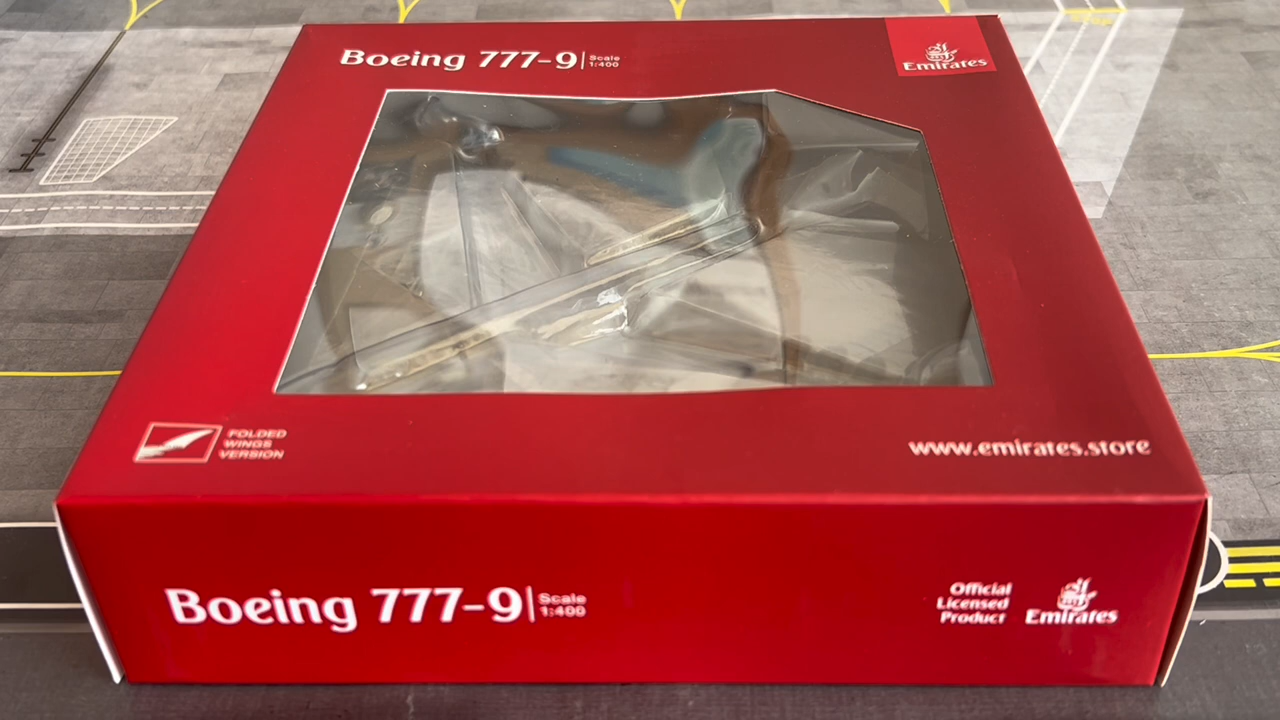 Stop
Boeing 777-9 Scale
1:400
Emirates
FOLDED
WINGS
VERSION
www.emirates.store
Boeing 777-9 Scale
1:400
Official
Licensed
Product
Emirates